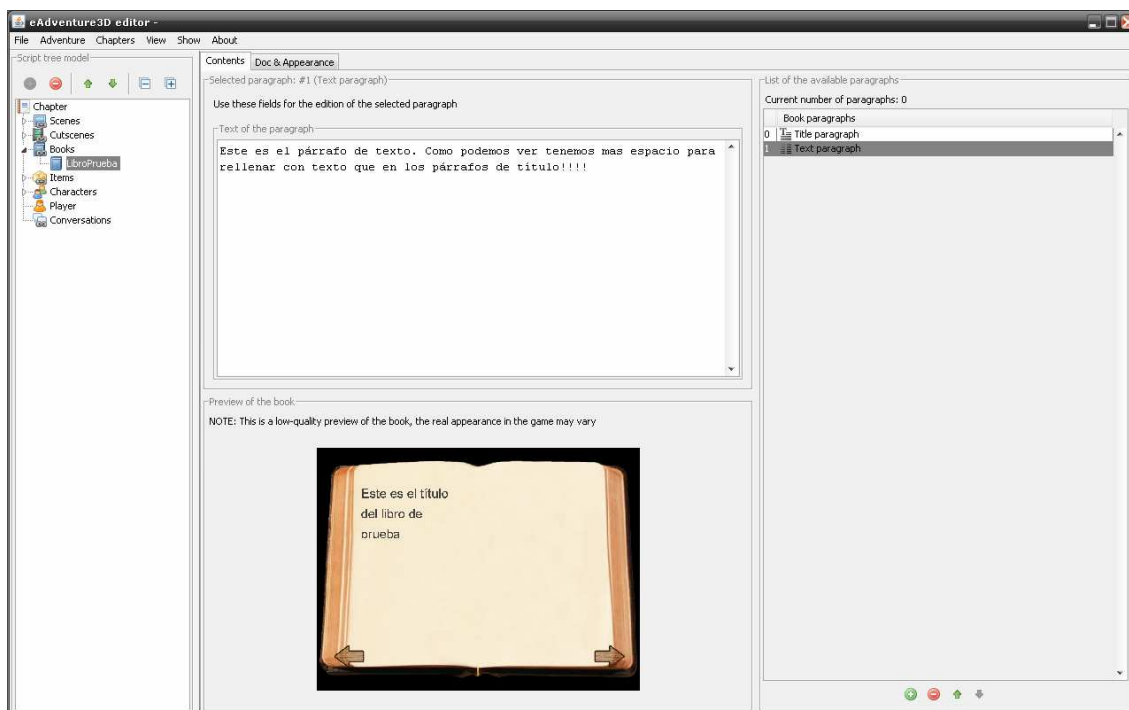 eAdventure3D editor -
File Adventure Chapters View Show About
Script tree model
Chapter
Scenes
Cutscenes
Books
LibroPrueba
Items
Characters
Player
Conversations
Contents Doc & Appearance
Selected paragraph: #1 (Text paragraph)
Use these fields for the edition of the selected paragraph
Text of the paragraph
Este es el párrafo de texto. Como podemos ver tenemos mas espacio para
rellenar con texto que en los párrafos de título!!!!
Preview of the book
NOTE: This is a low-quality preview of the book, the real appearance in the game may vary
Este es el título
del libro de
prueba
List of the available paragraphs
Current number of paragraphs: 0
Book paragraphs
0 Title paragraph
1 Text paragraph